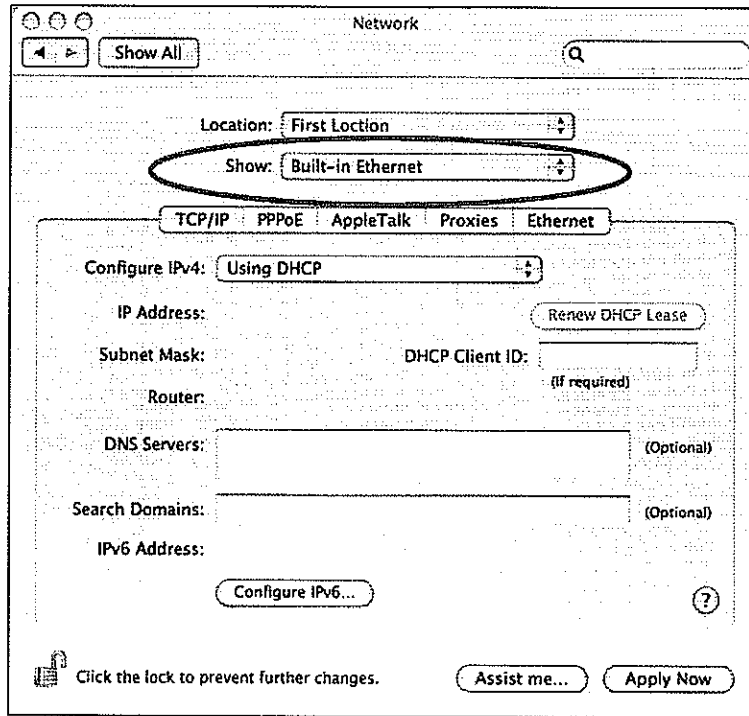 Network
Show All
Location: First Loction
Show: Built-in Ethernet
TCP/IP PPPoE AppleTalk Proxies Ethernet
Configure IPv4: Using DHCP
IP Address:
Renew DHCP Lease
Subnet Mask:
DHCP Client ID:
(If required)
Router:
DNS Servers:
(Optional)
Search Domains:
(Optional)
IPv6 Address:
Configure IPv6...
?
Click the lock to prevent further changes.
Assist me...
Apply Now